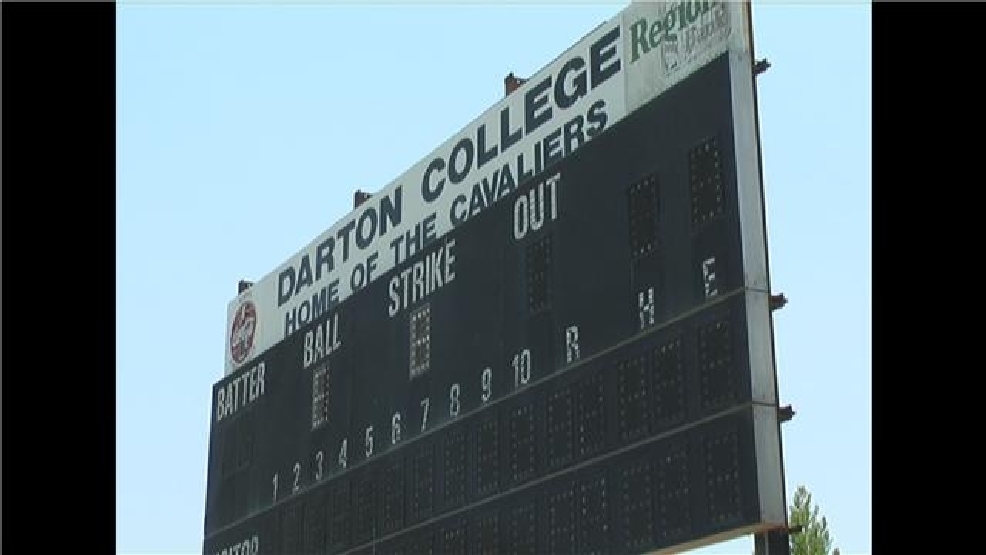 Regions
Bank
DARTON COLLEGE
HOME OF THE CAVALIERS
BATTER BALL STRIKE OUT
1 2 3 4 5 6 7 8 9 10 R H E